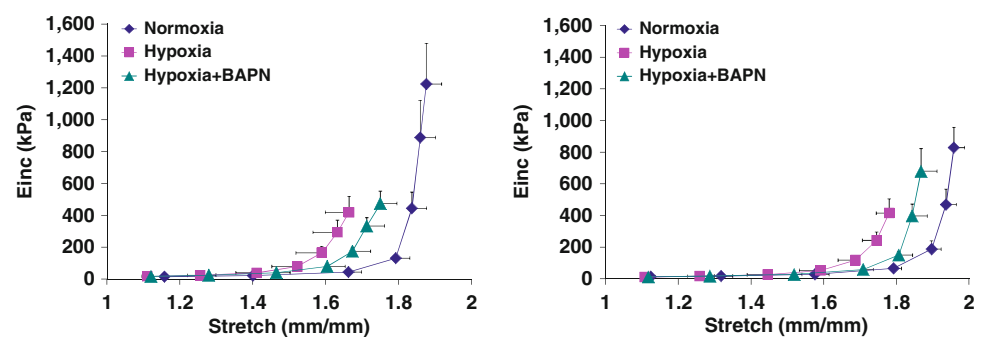 1,600
1,400
1,200
1,000
800
600
400
200
0
Einc (kPa)
Normoxia
Hypoxia
Hypoxia+BAPN
1 1.2 1.4 1.6 1.8 2
Stretch (mm/mm)
1,600
1,400
1,200
1,000
800
600
400
200
0
Einc (kPa)
Normoxia
Hypoxia
Hypoxia+BAPN
1 1.2 1.4 1.6 1.8 2
Stretch (mm/mm)